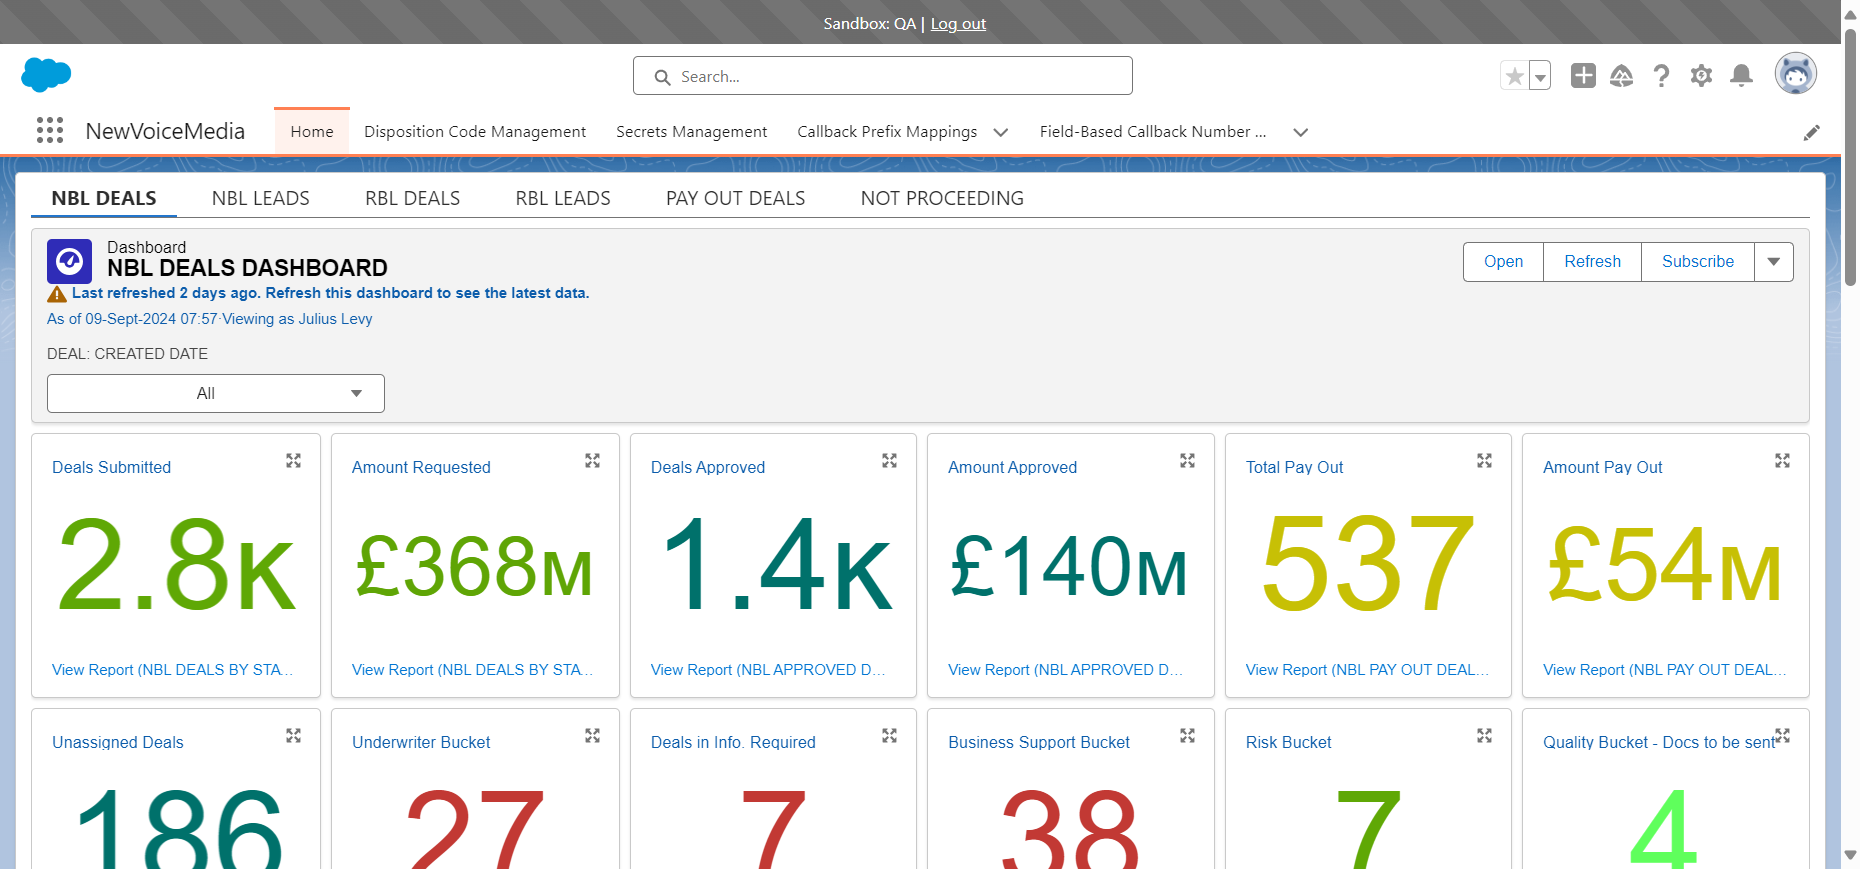 Sandbox: QA | Log out
Search...
NewVoiceMedia
Home
Disposition Code Management
Secrets Management
Callback Prefix Mappings
Field-Based Callback Number ...
NBL DEALS
NBL LEADS
RBL DEALS
RBL LEADS
PAY OUT DEALS
NOT PROCEEDING
Dashboard
NBL DEALS DASHBOARD
Last refreshed 2 days ago. Refresh this dashboard to see the latest data.
As of 09-Sept-2024 07:57·Viewing as Julius Levy
Open
Refresh
Subscribe
DEAL: CREATED DATE
All
Deals Submitted
2.8K
View Report (NBL DEALS BY STA...
Amount Requested
£368M
View Report (NBL DEALS BY STA...
Deals Approved
1.4K
View Report (NBL APPROVED D...
Amount Approved
£140M
View Report (NBL APPROVED D...
Total Pay Out
537
View Report (NBL PAY OUT DEAL...
Amount Pay Out
£54M
View Report (NBL PAY OUT DEAL...
Unassigned Deals
186
Underwriter Bucket
27
Deals in Info. Required
7
Business Support Bucket
38
Risk Bucket
7
Quality Bucket - Docs to be sent
4